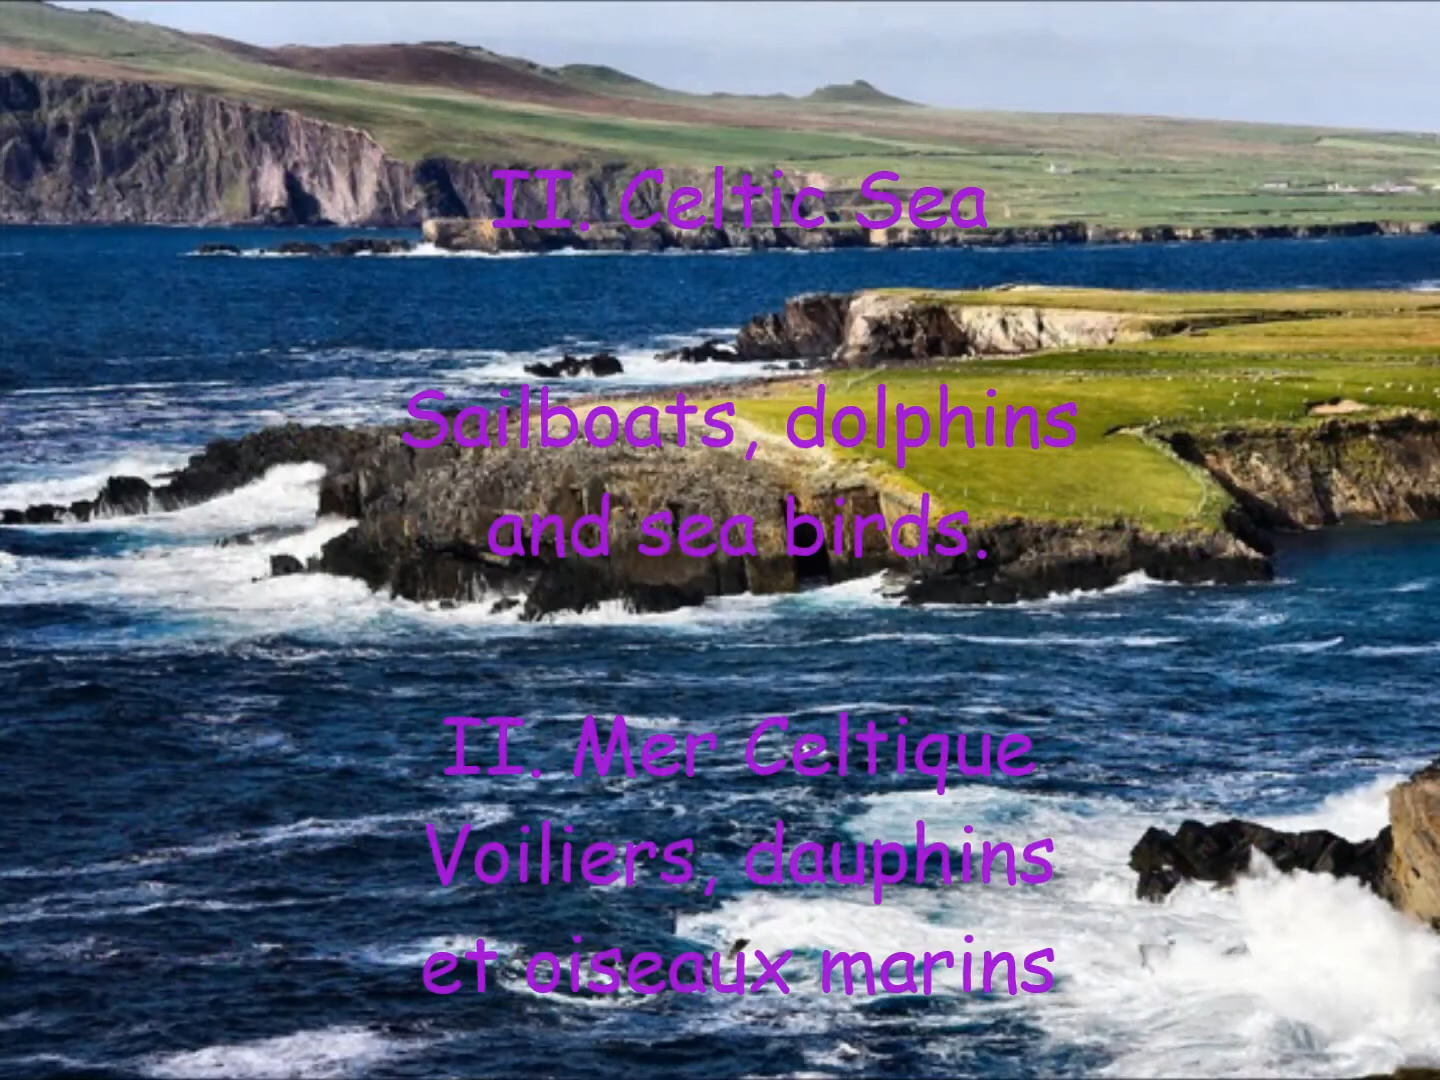 II. Celtic Sea
Sailboats, dolphins
and sea birds.
II. Mer Celtique
Voiliers, dauphins
et oiseaux marins